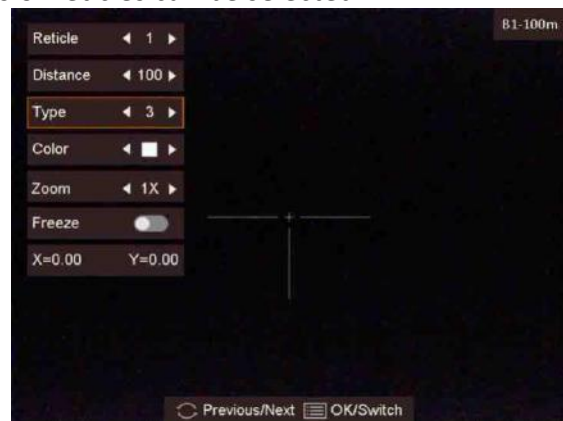 B1-100m
Reticle 1
Distance 100
Type 3
Color
Zoom 1X
Freeze
X=0.00 Y=0.00
Previous/Next OK/Switch